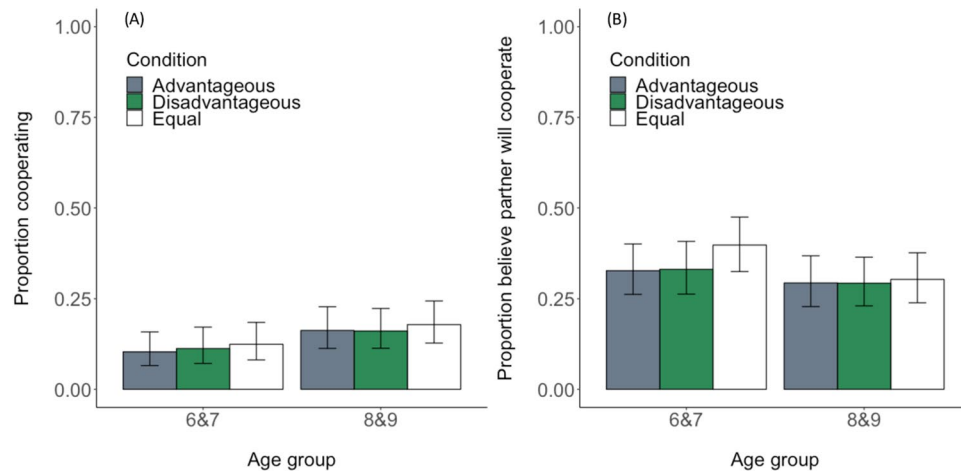 (A)
Proportion cooperating
1.00
0.75
0.50
0.25
0.00
Condition
Advantageous
Disadvantageous
Equal
6&7
8&9
Age group
(B)
Proportion believe partner will cooperate
1.00
0.75
0.50
0.25
0.00
Condition
Advantageous
Disadvantageous
Equal
6&7
8&9
Age group